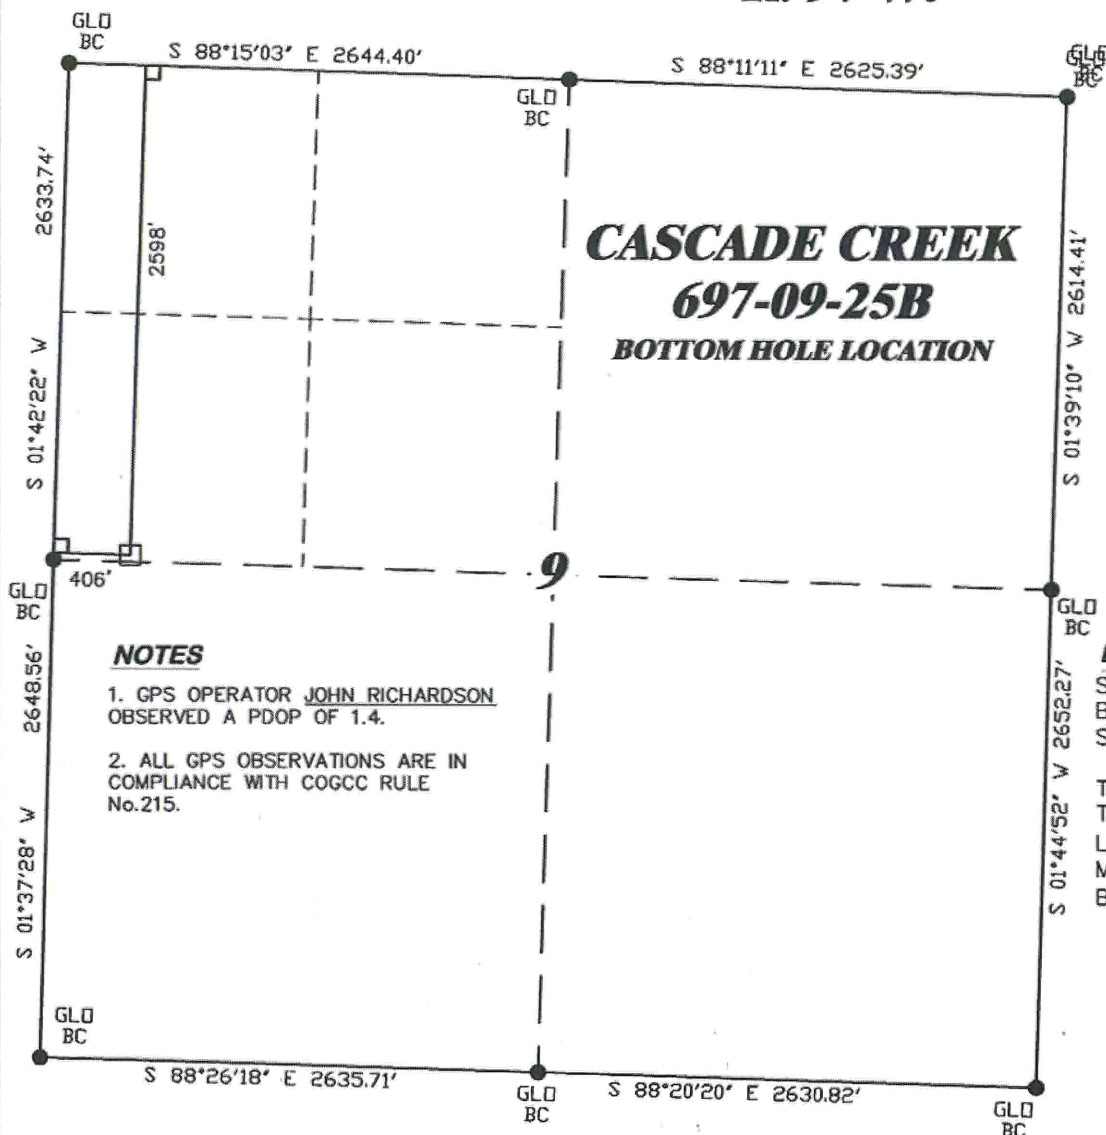 GLO
BC
S 88°15'03" E 2644.40'
S 88°11'11" E 2625.39'
GLO
BC
GLO
BC
2633.74'
2598'
S 01°42'22" W
CASCADE CREEK
697-09-25B
BOTTOM HOLE LOCATION
S 01°39'10" W 2614.41'
406'
9
GLO
BC
GLO
BC
NOTES
1. GPS OPERATOR JOHN RICHARDSON
OBSERVED A PDOP OF 1.4.
2. ALL GPS OBSERVATIONS ARE IN
COMPLIANCE WITH COGCC RULE
No.215.
S 01°37'28" W 2648.56'
S 01°44'52" W 2652.27'
S
B
S
T
T
L
M
B
GLO
BC
S 88°26'18" E 2635.71'
GLO
BC
S 88°20'20" E 2630.82'
GLO
BC